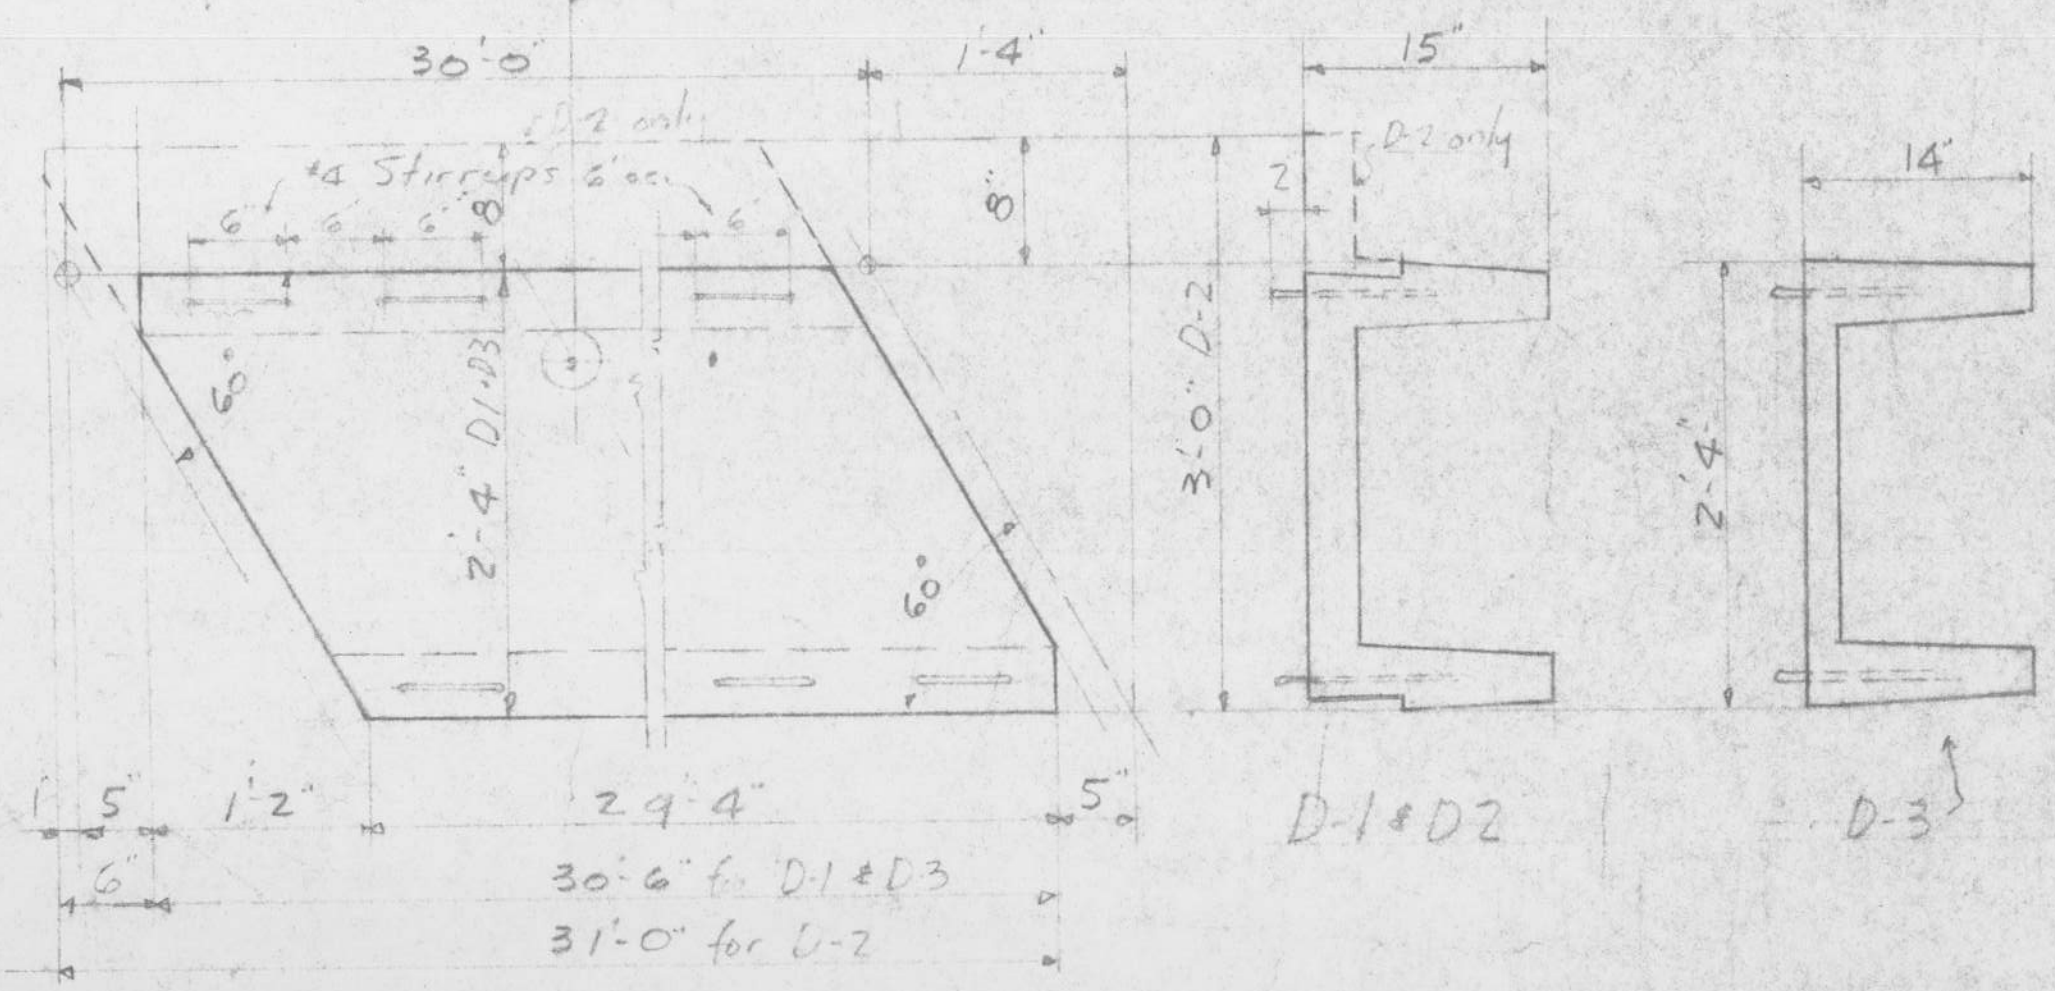 30'-0"
1'-4"
15"
D-2 only
D-2 only
14"
#4 Stirrups 6" oc.
8"
8"
2"
6"
6"
6"
6"
60°
2'-4" D1·D3
3'-0" D-2
2'-4"
60°
1"
5"
1'-2"
29'-4"
5"
D-1 & D2
D-3
6"
30'-6" for D-1 & D3
31'-0" for D-2